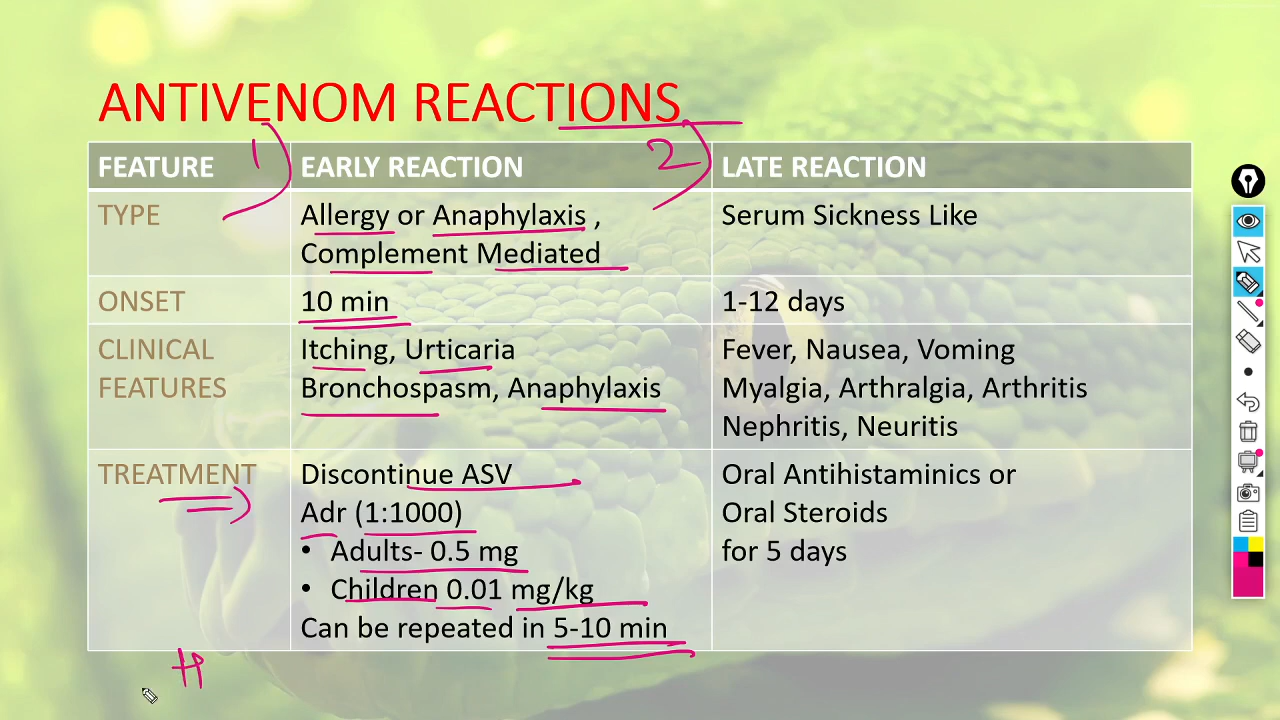 ANTIVENOM REACTIONS
1)
2)
FEATURE EARLY REACTION LATE REACTION
TYPE Allergy or Anaphylaxis , Serum Sickness Like
Complement Mediated
ONSET 10 min 1-12 days
CLINICAL Itching, Urticaria Fever, Nausea, Voming
FEATURES Bronchospasm, Anaphylaxis Myalgia, Arthralgia, Arthritis
Nephritis, Neuritis
TREATMENT Discontinue ASV Oral Antihistaminics or
Adr (1:1000) Oral Steroids
• Adults- 0.5 mg for 5 days
• Children 0.01 mg/kg
Can be repeated in 5-10 min